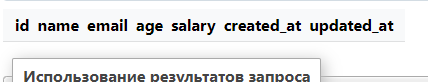 id name email age salary created_at updated_at
Использование результатов запроса